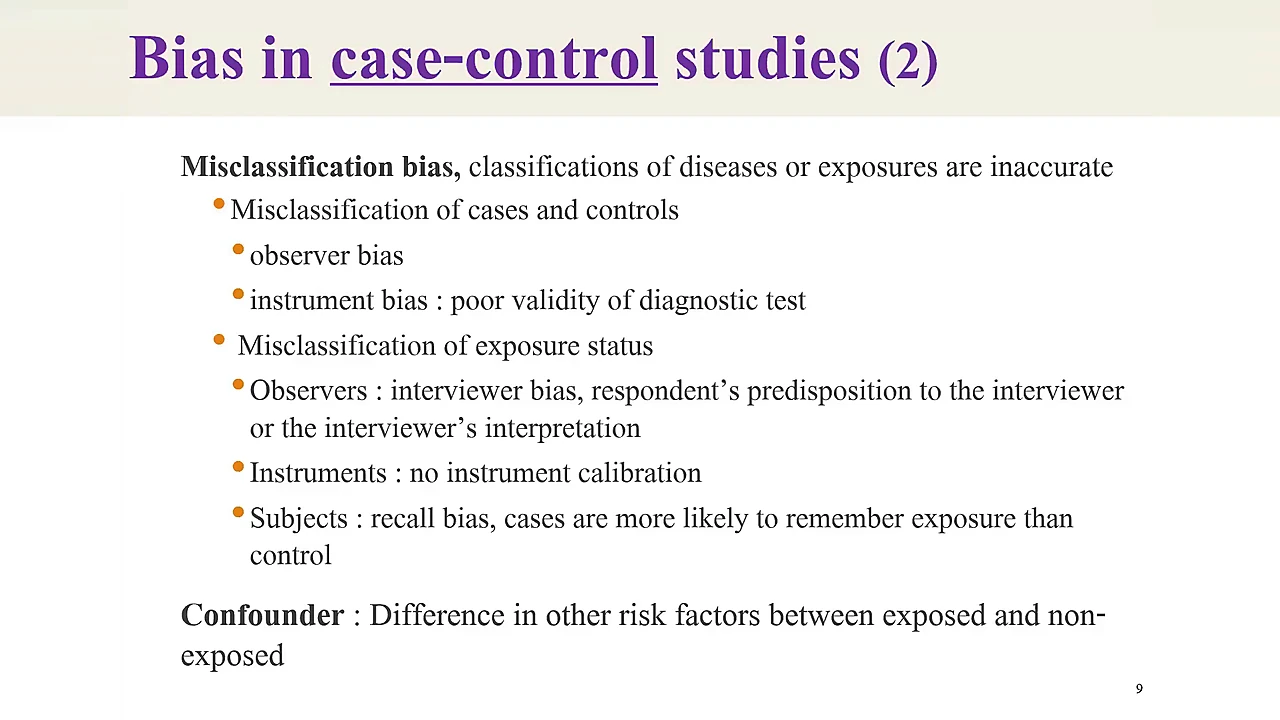 Bias in case-control studies (2)
Misclassification bias, classifications of diseases or exposures are inaccurate
• Misclassification of cases and controls
• observer bias
• instrument bias : poor validity of diagnostic test
• Misclassification of exposure status
• Observers : interviewer bias, respondent’s predisposition to the interviewer
or the interviewer’s interpretation
• Instruments : no instrument calibration
• Subjects : recall bias, cases are more likely to remember exposure than
control
Confounder : Difference in other risk factors between exposed and non-
exposed
9